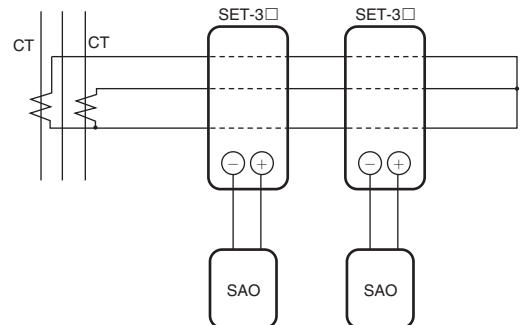 SET-3□ SET-3□
CT CT
− + − +
SAO SAO